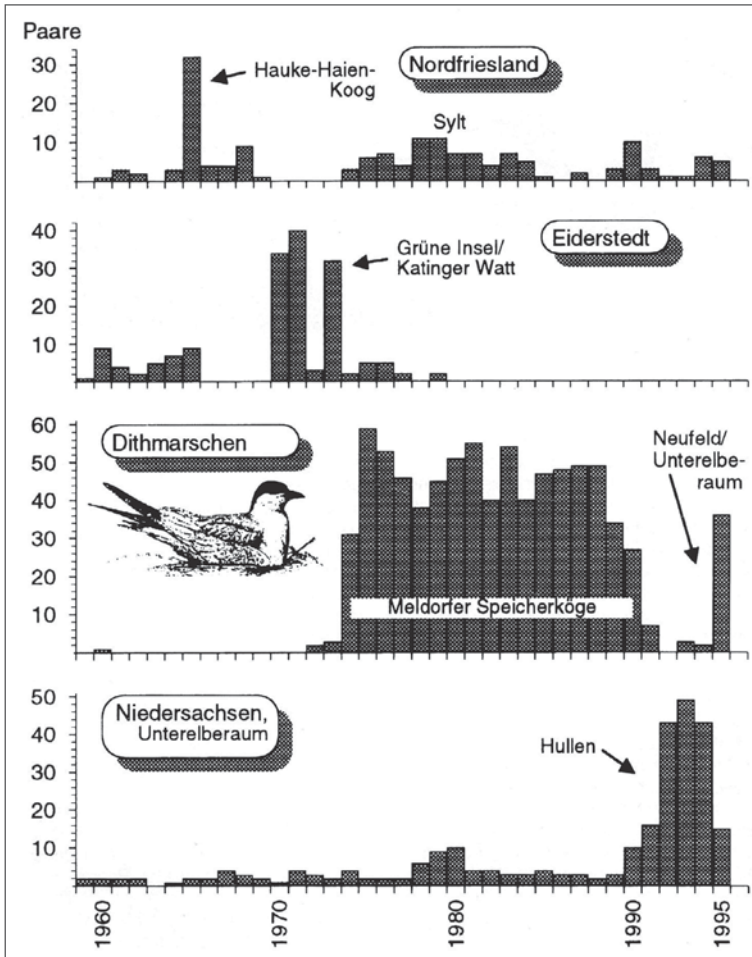 Paare
30
20
10
Hauke-Haien-
Koog
Nordfriesland
Sylt
40
30
20
10
Grüne Insel/
Katinger Watt
Eiderstedt
60
50
40
30
20
10
Dithmarschen
Neufeld/
Unterelbe-
raum
Meldorfer Speicherköge
50
40
30
20
10
Niedersachsen,
Unterelberaum
Hullen
1960
1970
1980
1990
1995